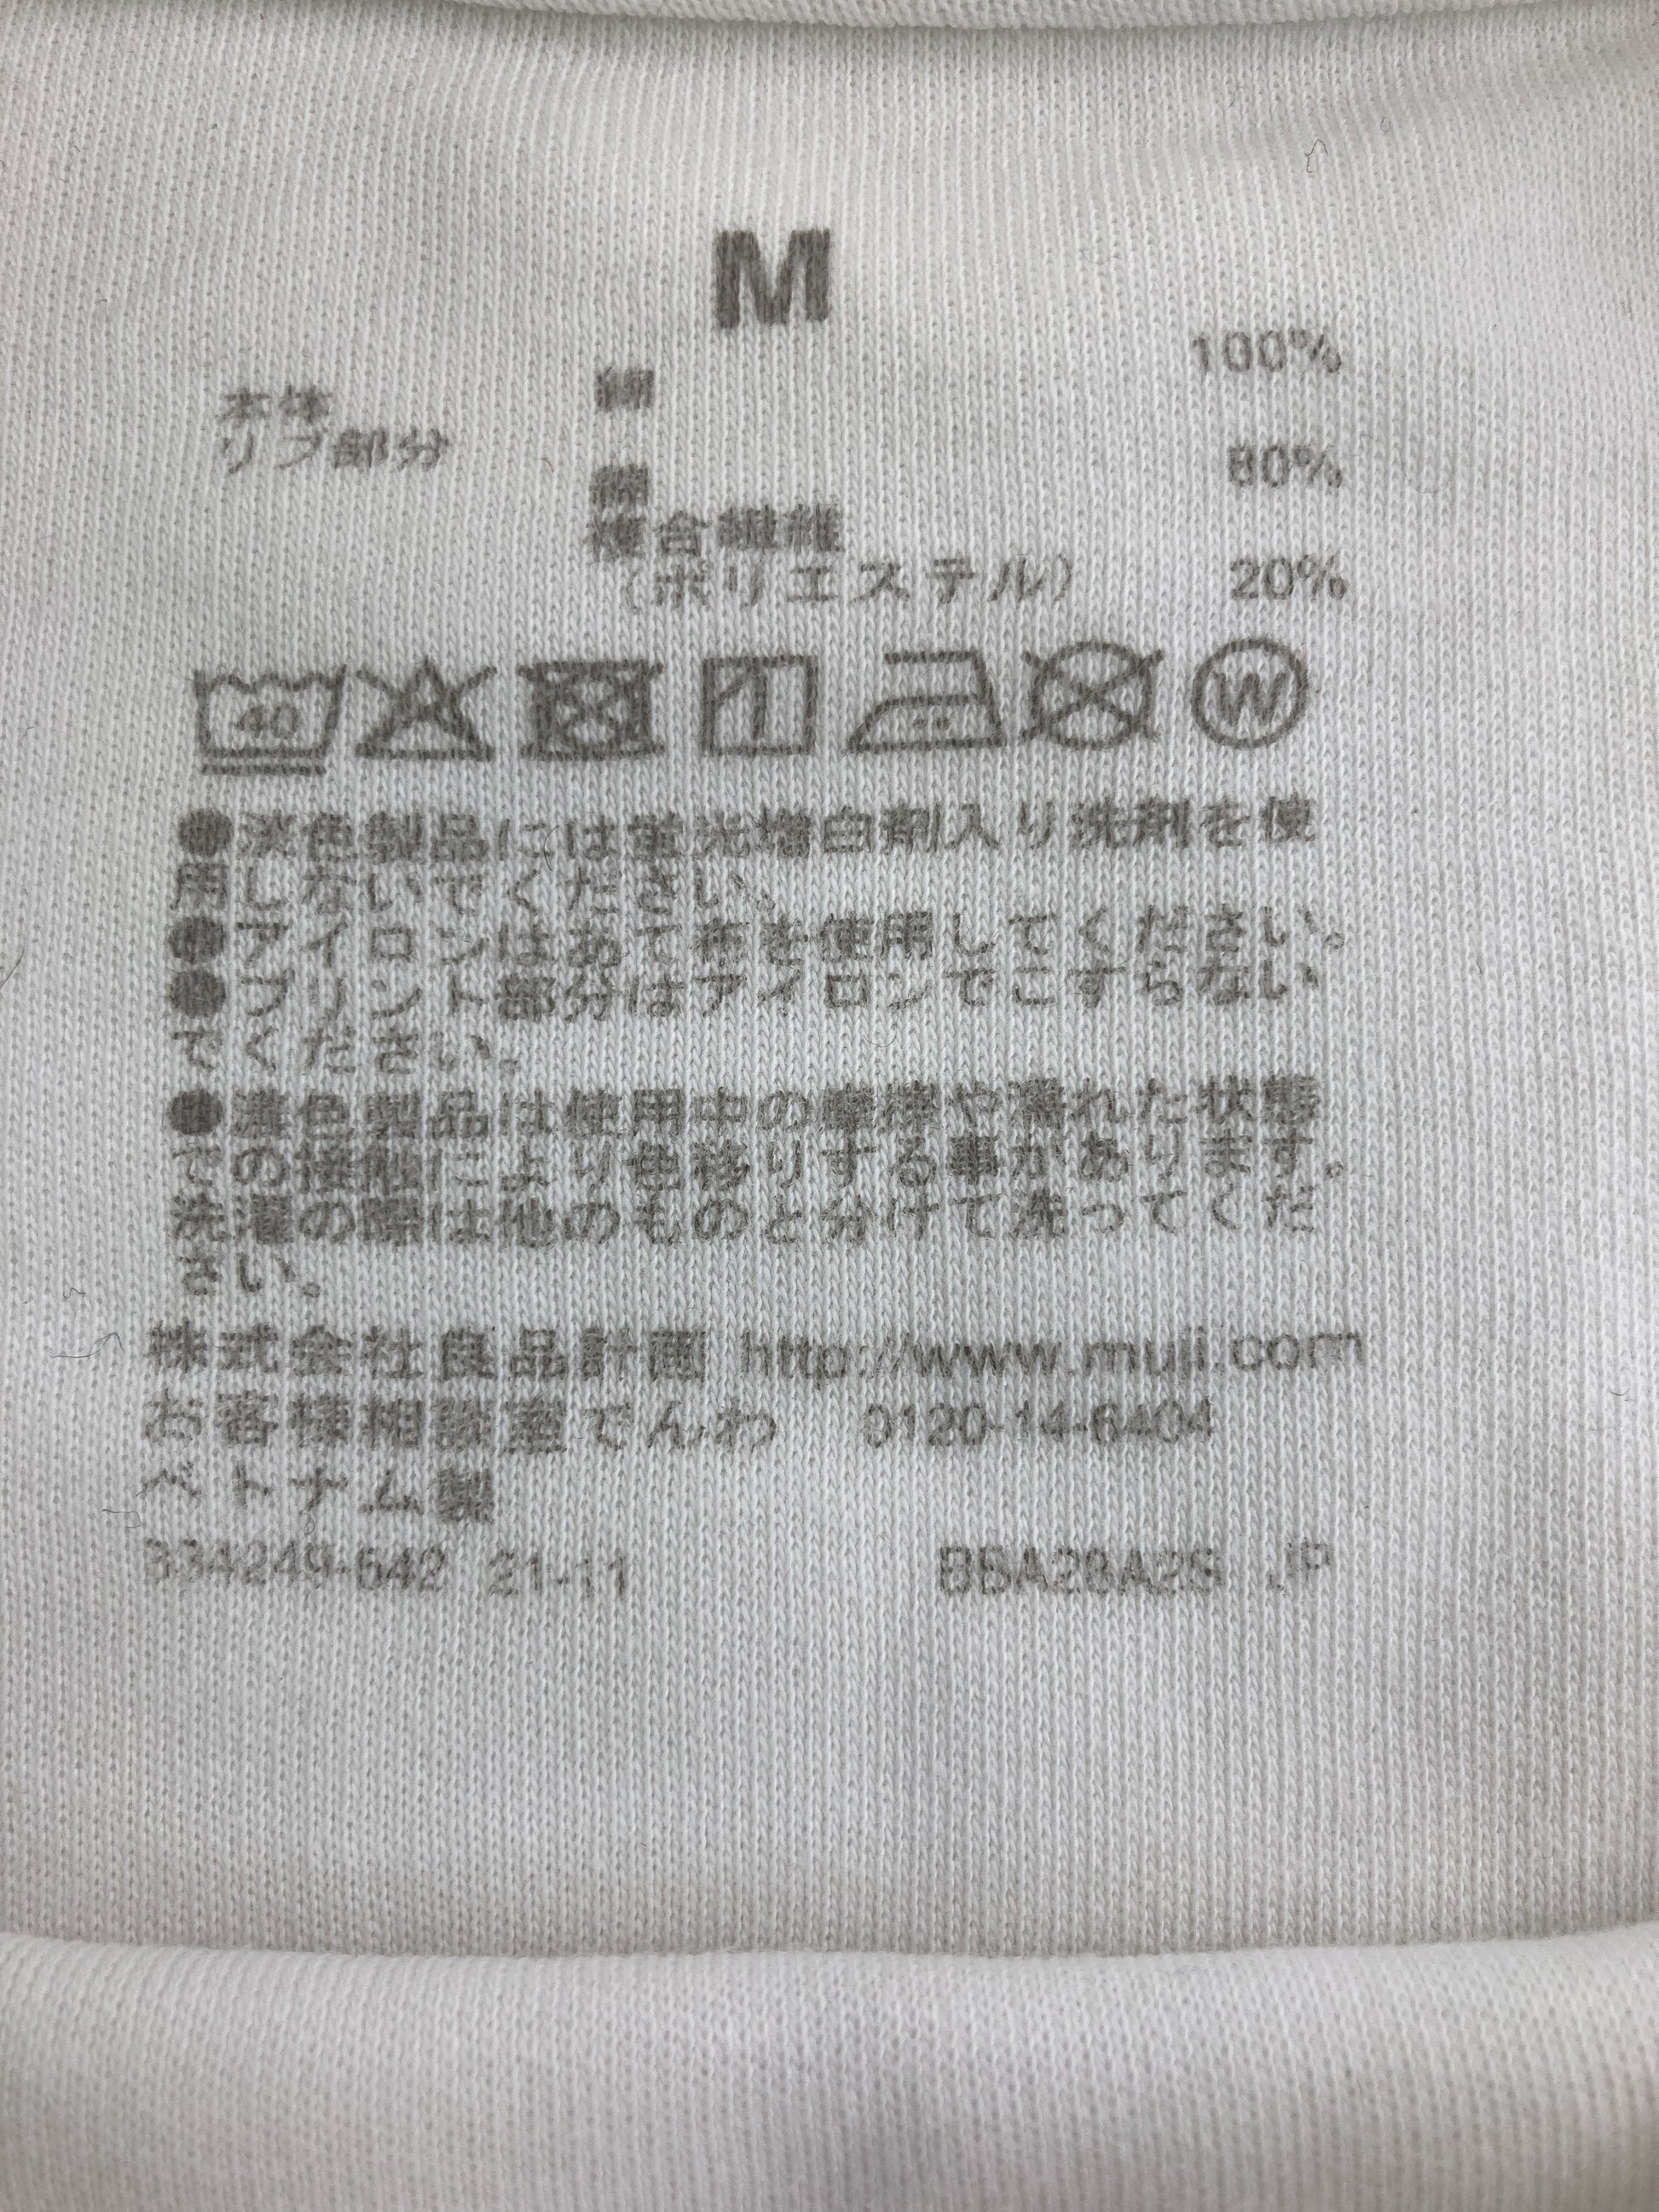 M
本体 綿 100%
リブ部分
綿 80%
複合繊維
(ポリエステル) 20%
40
W
●淡色製品には蛍光増白剤入り洗剤を使
用しないでください。
●アイロンはあて布を使用してください。
●プリント部分はアイロンでこすらない
でください。
●濃色製品は使用中の摩擦や濡れた状態
での接触により色移りする事があります。
洗濯の際は他のものと分けて洗ってくだ
さい。
株式会社良品計画 http://www.muji.com
お客様相談室でんわ 0120-14-6404
ベトナム製
334249-642 21-11 JP